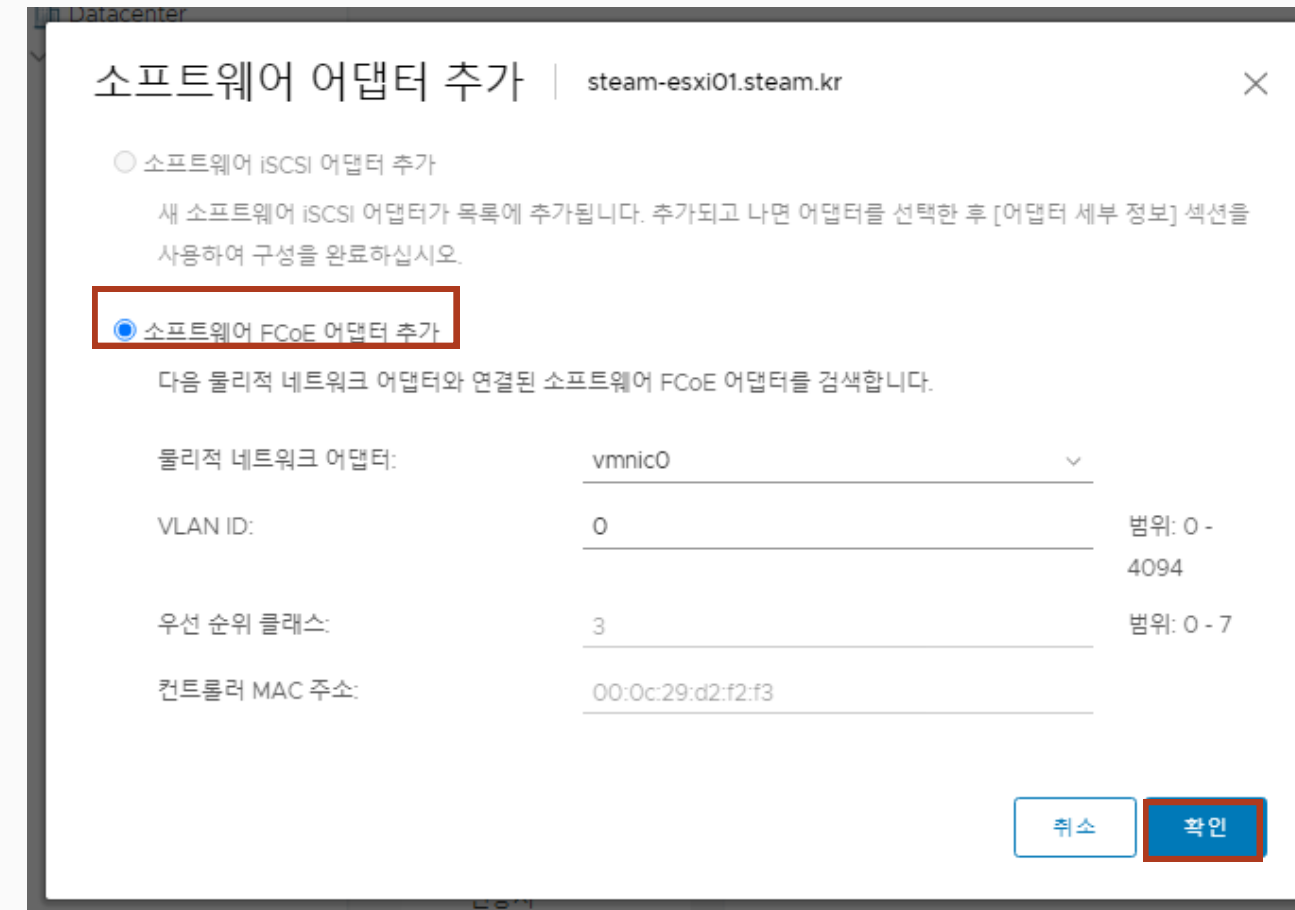 Datacenter
소프트웨어 어댑터 추가 steam-esxi01.steam.kr
소프트웨어 iSCSI 어댑터 추가
새 소프트웨어 iSCSI 어댑터가 목록에 추가됩니다. 추가되고 나면 어댑터를 선택한 후 [어댑터 세부 정보] 섹션을
사용하여 구성을 완료하십시오.
소프트웨어 FCoE 어댑터 추가
다음 물리적 네트워크 어댑터와 연결된 소프트웨어 FCoE 어댑터를 검색합니다.
물리적 네트워크 어댑터: vmnic0
VLAN ID: 0 범위: 0 -
4094
우선 순위 클래스: 3 범위: 0 - 7
컨트롤러 MAC 주소: 00:0c:29:d2:f2:f3
취소 확인